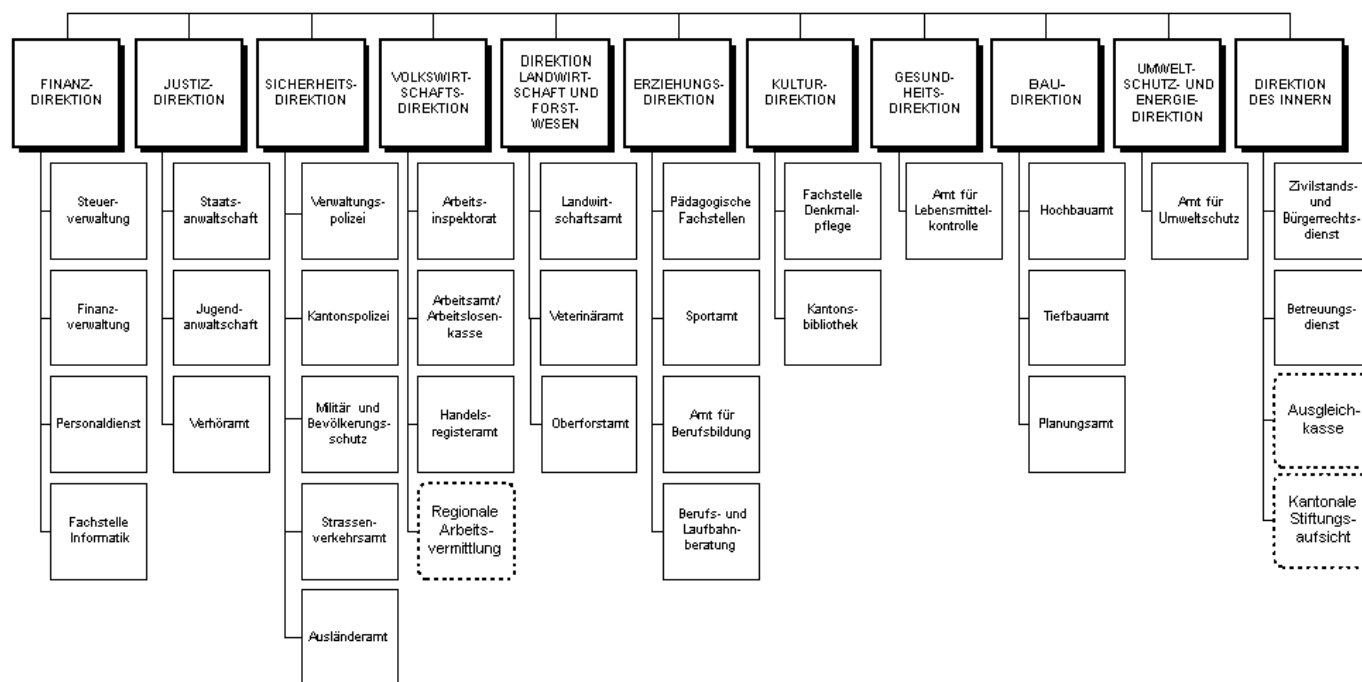 FINANZ-
DIREKTION
JUSTIZ-
DIREKTION
SICHERHEITS-
DIREKTION
VOLKSWIRT-
SCHAFTS-
DIREKTION
DIREKTION
LANDWIRT-
SCHAFT UND
FORST-
WESEN
ERZIEHUNGS-
DIREKTION
KULTUR-
DIREKTION
GESUND-
HEITS-
DIREKTION
BAU-
DIREKTION
UMWELT-
SCHUTZ- UND
ENERGIE-
DIREKTION
DIREKTION
DES INNERN
Steuer-
verwaltung
Finanz-
verwaltung
Personaldienst
Fachstelle
Informatik
Staats-
anwaltschaft
Jugend-
anwaltschaft
Verhöramt
Verwaltungs-
polizei
Kantonspolizei
Militär und
Bevölkerungs-
schutz
Strassen-
verkehrsamt
Ausländeramt
Arbeits-
inspektorat
Arbeitsamt/
Arbeitslosen-
kasse
Handels-
registeramt
Regionale
Arbeits-
vermittlung
Landwirt-
schaftsamt
Veterinäramt
Oberforstamt
Pädagogische
Fachstellen
Sportamt
Amt für
Berufsbildung
Berufs- und
Laufbahn-
beratung
Fachstelle
Denkmal-
pflege
Kantons-
bibliothek
Amt für
Lebensmittel-
kontrolle
Hochbauamt
Tiefbauamt
Planungsamt
Amt für
Umweltschutz
Zivilstands-
und
Bürgerrechts-
dienst
Betreuungs-
dienst
Ausgleich-
kasse
Kantonale
Stiftungs-
aufsicht